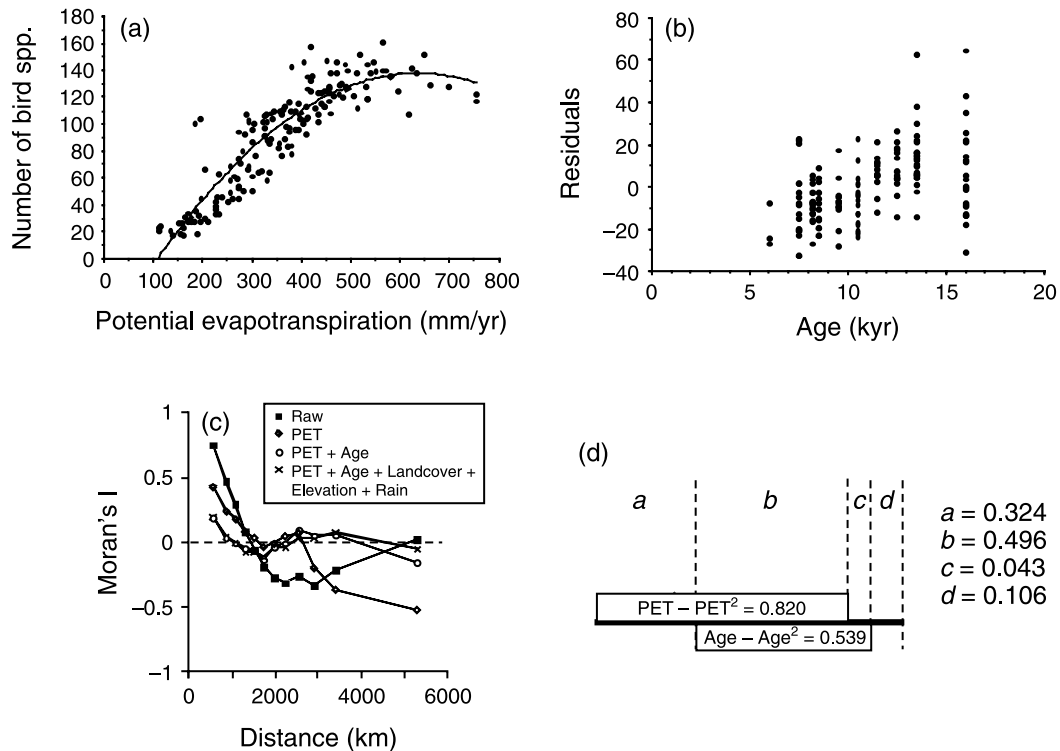 (a)
180
160
140
120
100
80
60
40
20
0
Number of bird spp.
0 100 200 300 400 500 600 700 800
Potential evapotranspiration (mm/yr)
(b)
80
60
40
20
0
−20
−40
Residuals
0 5 10 15 20
Age (kyr)
(c)
1
0.5
0
−0.5
−1
Moran's I
Raw
PET
PET + Age
PET + Age + Landcover +
Elevation + Rain
0 2000 4000 6000
Distance (km)
(d)
a b c d
PET – PET² = 0.820
Age – Age² = 0.539
a = 0.324
b = 0.496
c = 0.043
d = 0.106